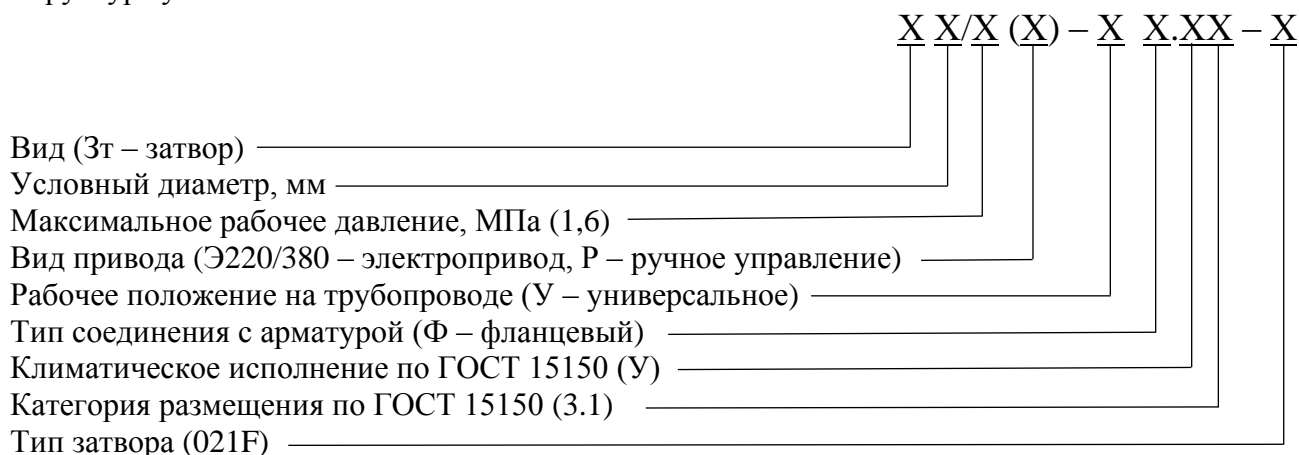 X X/X (X) – X X.XX – X
Вид (Зт – затвор)
Условный диаметр, мм
Максимальное рабочее давление, МПа (1,6)
Вид привода (Э220/380 – электропривод, Р – ручное управление)
Рабочее положение на трубопроводе (У – универсальное)
Тип соединения с арматурой (Ф – фланцевый)
Климатическое исполнение по ГОСТ 15150 (У)
Категория размещения по ГОСТ 15150 (3.1)
Тип затвора (021F)